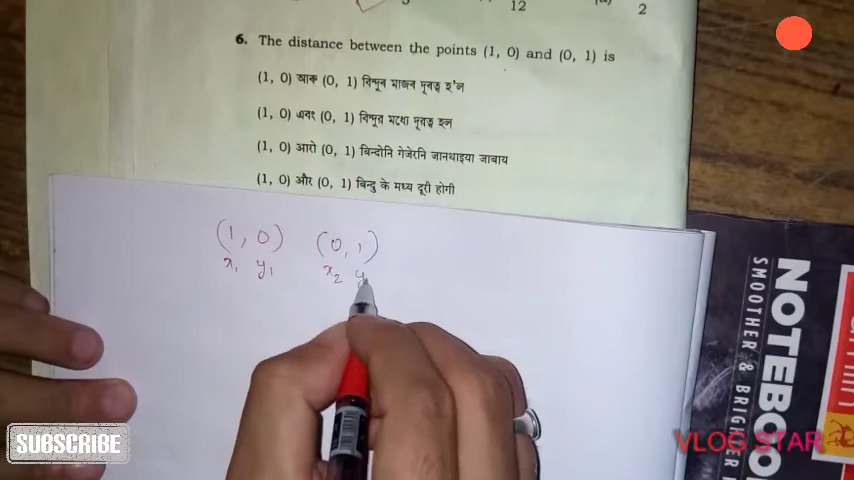 12
2
6. The distance between the points (1, 0) and (0, 1) is
(1, 0) আৰু (0, 1) বিন্দুৰ মাজৰ দূৰত্ব হ'ল
(1, 0) এবং (0, 1) বিন্দুর মধ্যে দূরত্ব হল
(1, 0) आरो (0, 1) बिन्दोनि गेजेरनि जानथाइया जाबाय
(1, 0) और (0, 1) बिन्दु के मध्य दूरी होगी
(1, 0) (0, 1)
x₁ y₁ x₂ y
NOTEBOO
SMOOTHER & BRIGH
SUBSCRIBE
VLOG STAR